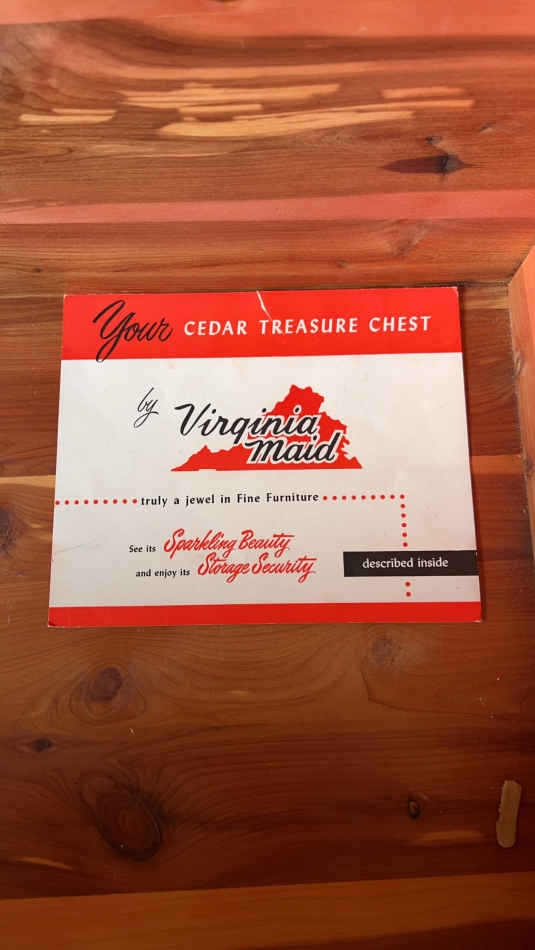 Your CEDAR TREASURE CHEST
by Virginia
Maid
truly a jewel in Fine Furniture
See its Sparkling Beauty
and enjoy its Storage Security
described inside